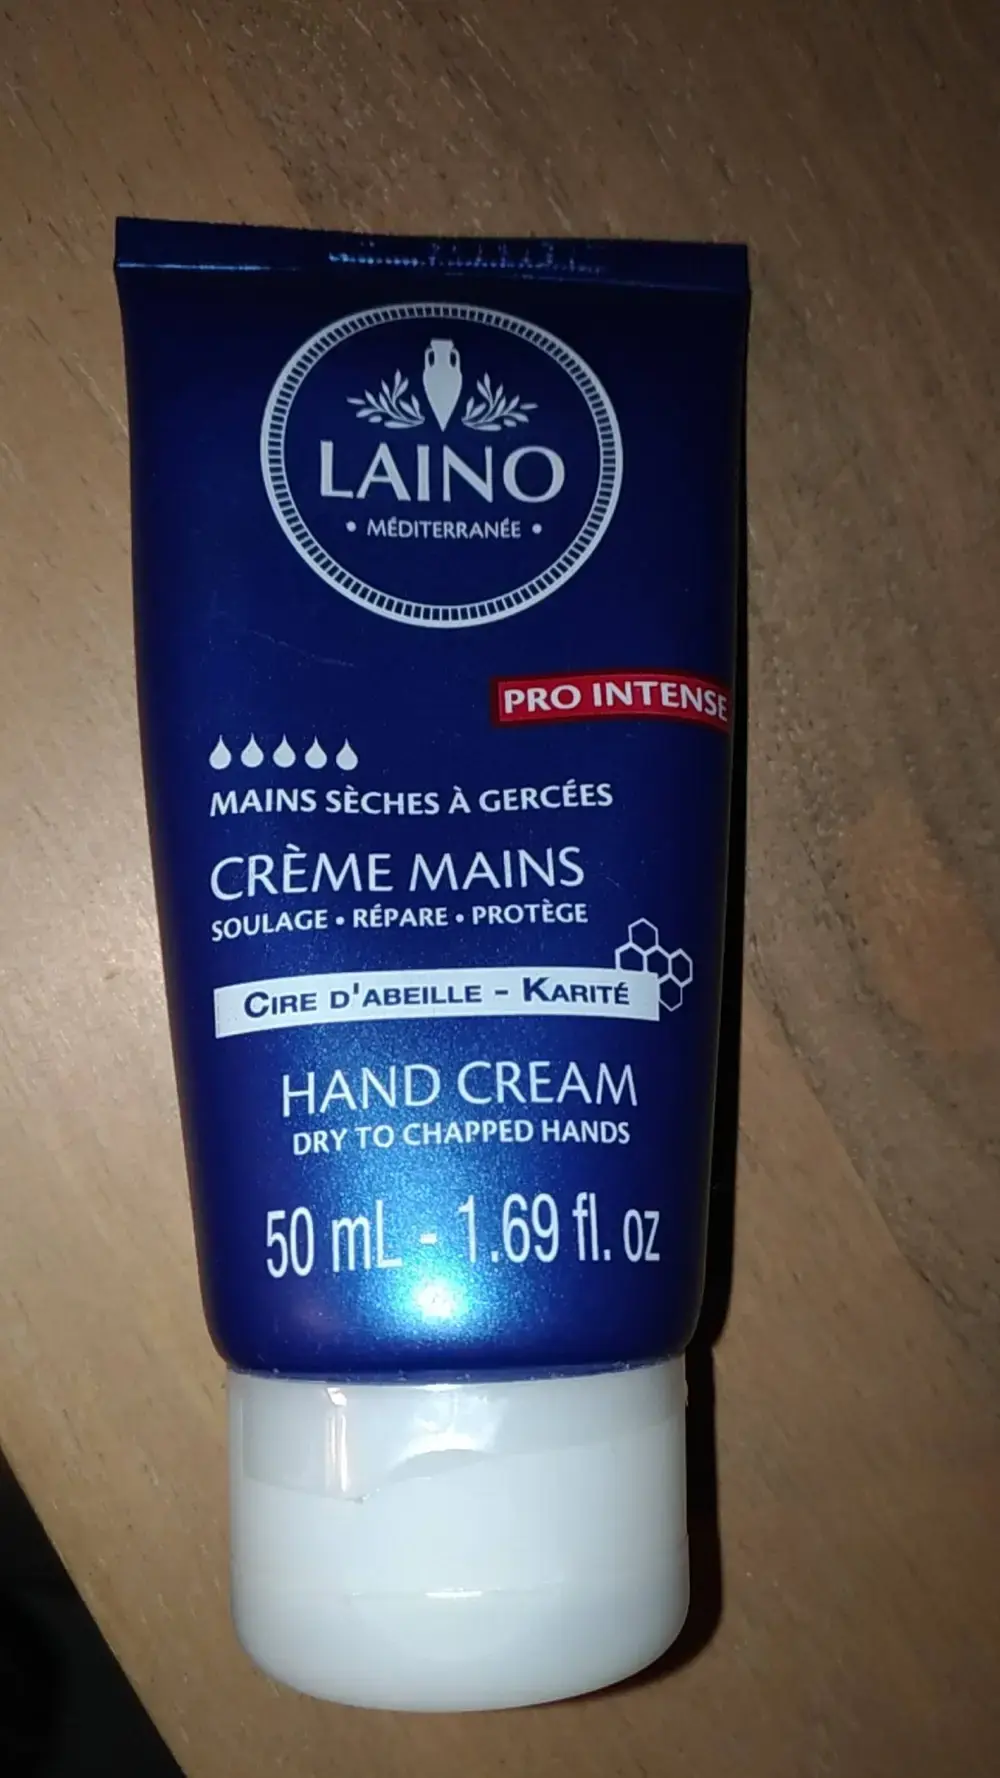 LAINO
• MÉDITERRANÉE •
PRO INTENSE
MAINS SÈCHES À GERCÉES
CRÈME MAINS
SOULAGE • RÉPARE • PROTÈGE
CIRE D'ABEILLE - KARITÉ
HAND CREAM
DRY TO CHAPPED HANDS
50 mL - 1.69 fl. oz